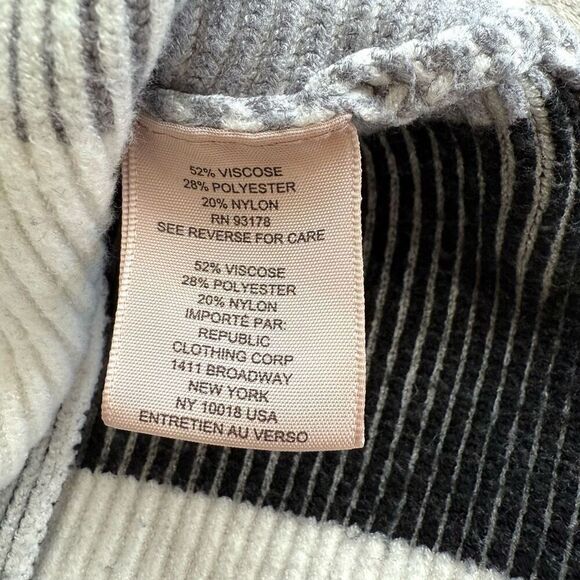 52% VISCOSE
28% POLYESTER
20% NYLON
RN 93178
SEE REVERSE FOR CARE
52% VISCOSE
28% POLYESTER
20% NYLON
IMPORTÉ PAR:
REPUBLIC
CLOTHING CORP
1411 BROADWAY
NEW YORK
NY 10018 USA
ENTRETIEN AU VERSO